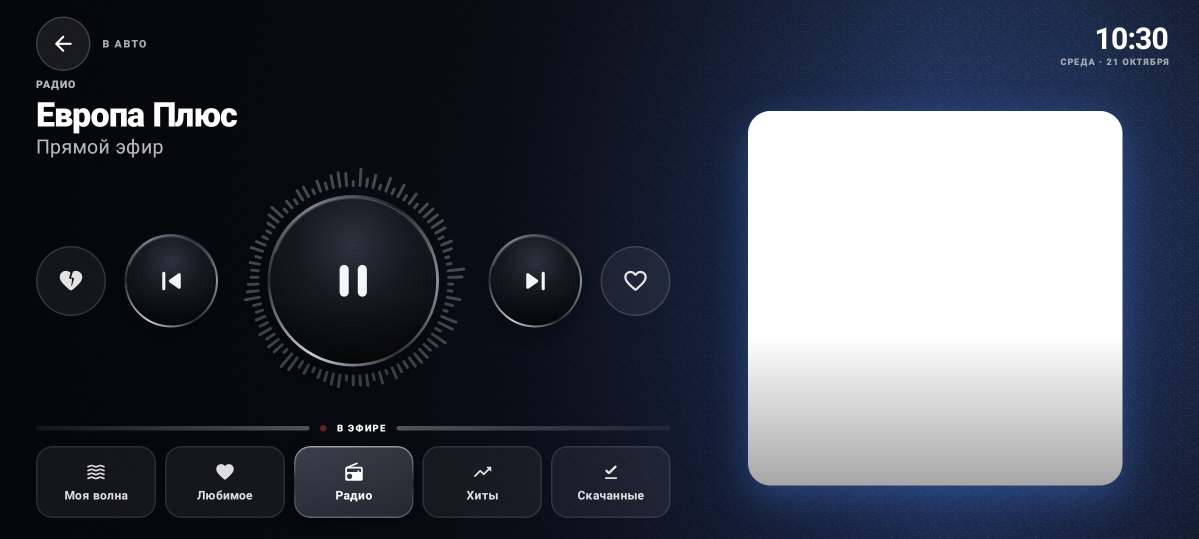 В АВТО
10:30
СРЕДА · 21 ОКТЯБРЯ
РАДИО
Европа Плюс
Прямой эфир
В ЭФИРЕ
Моя волна
Любимое
Радио
Хиты
Скачанные